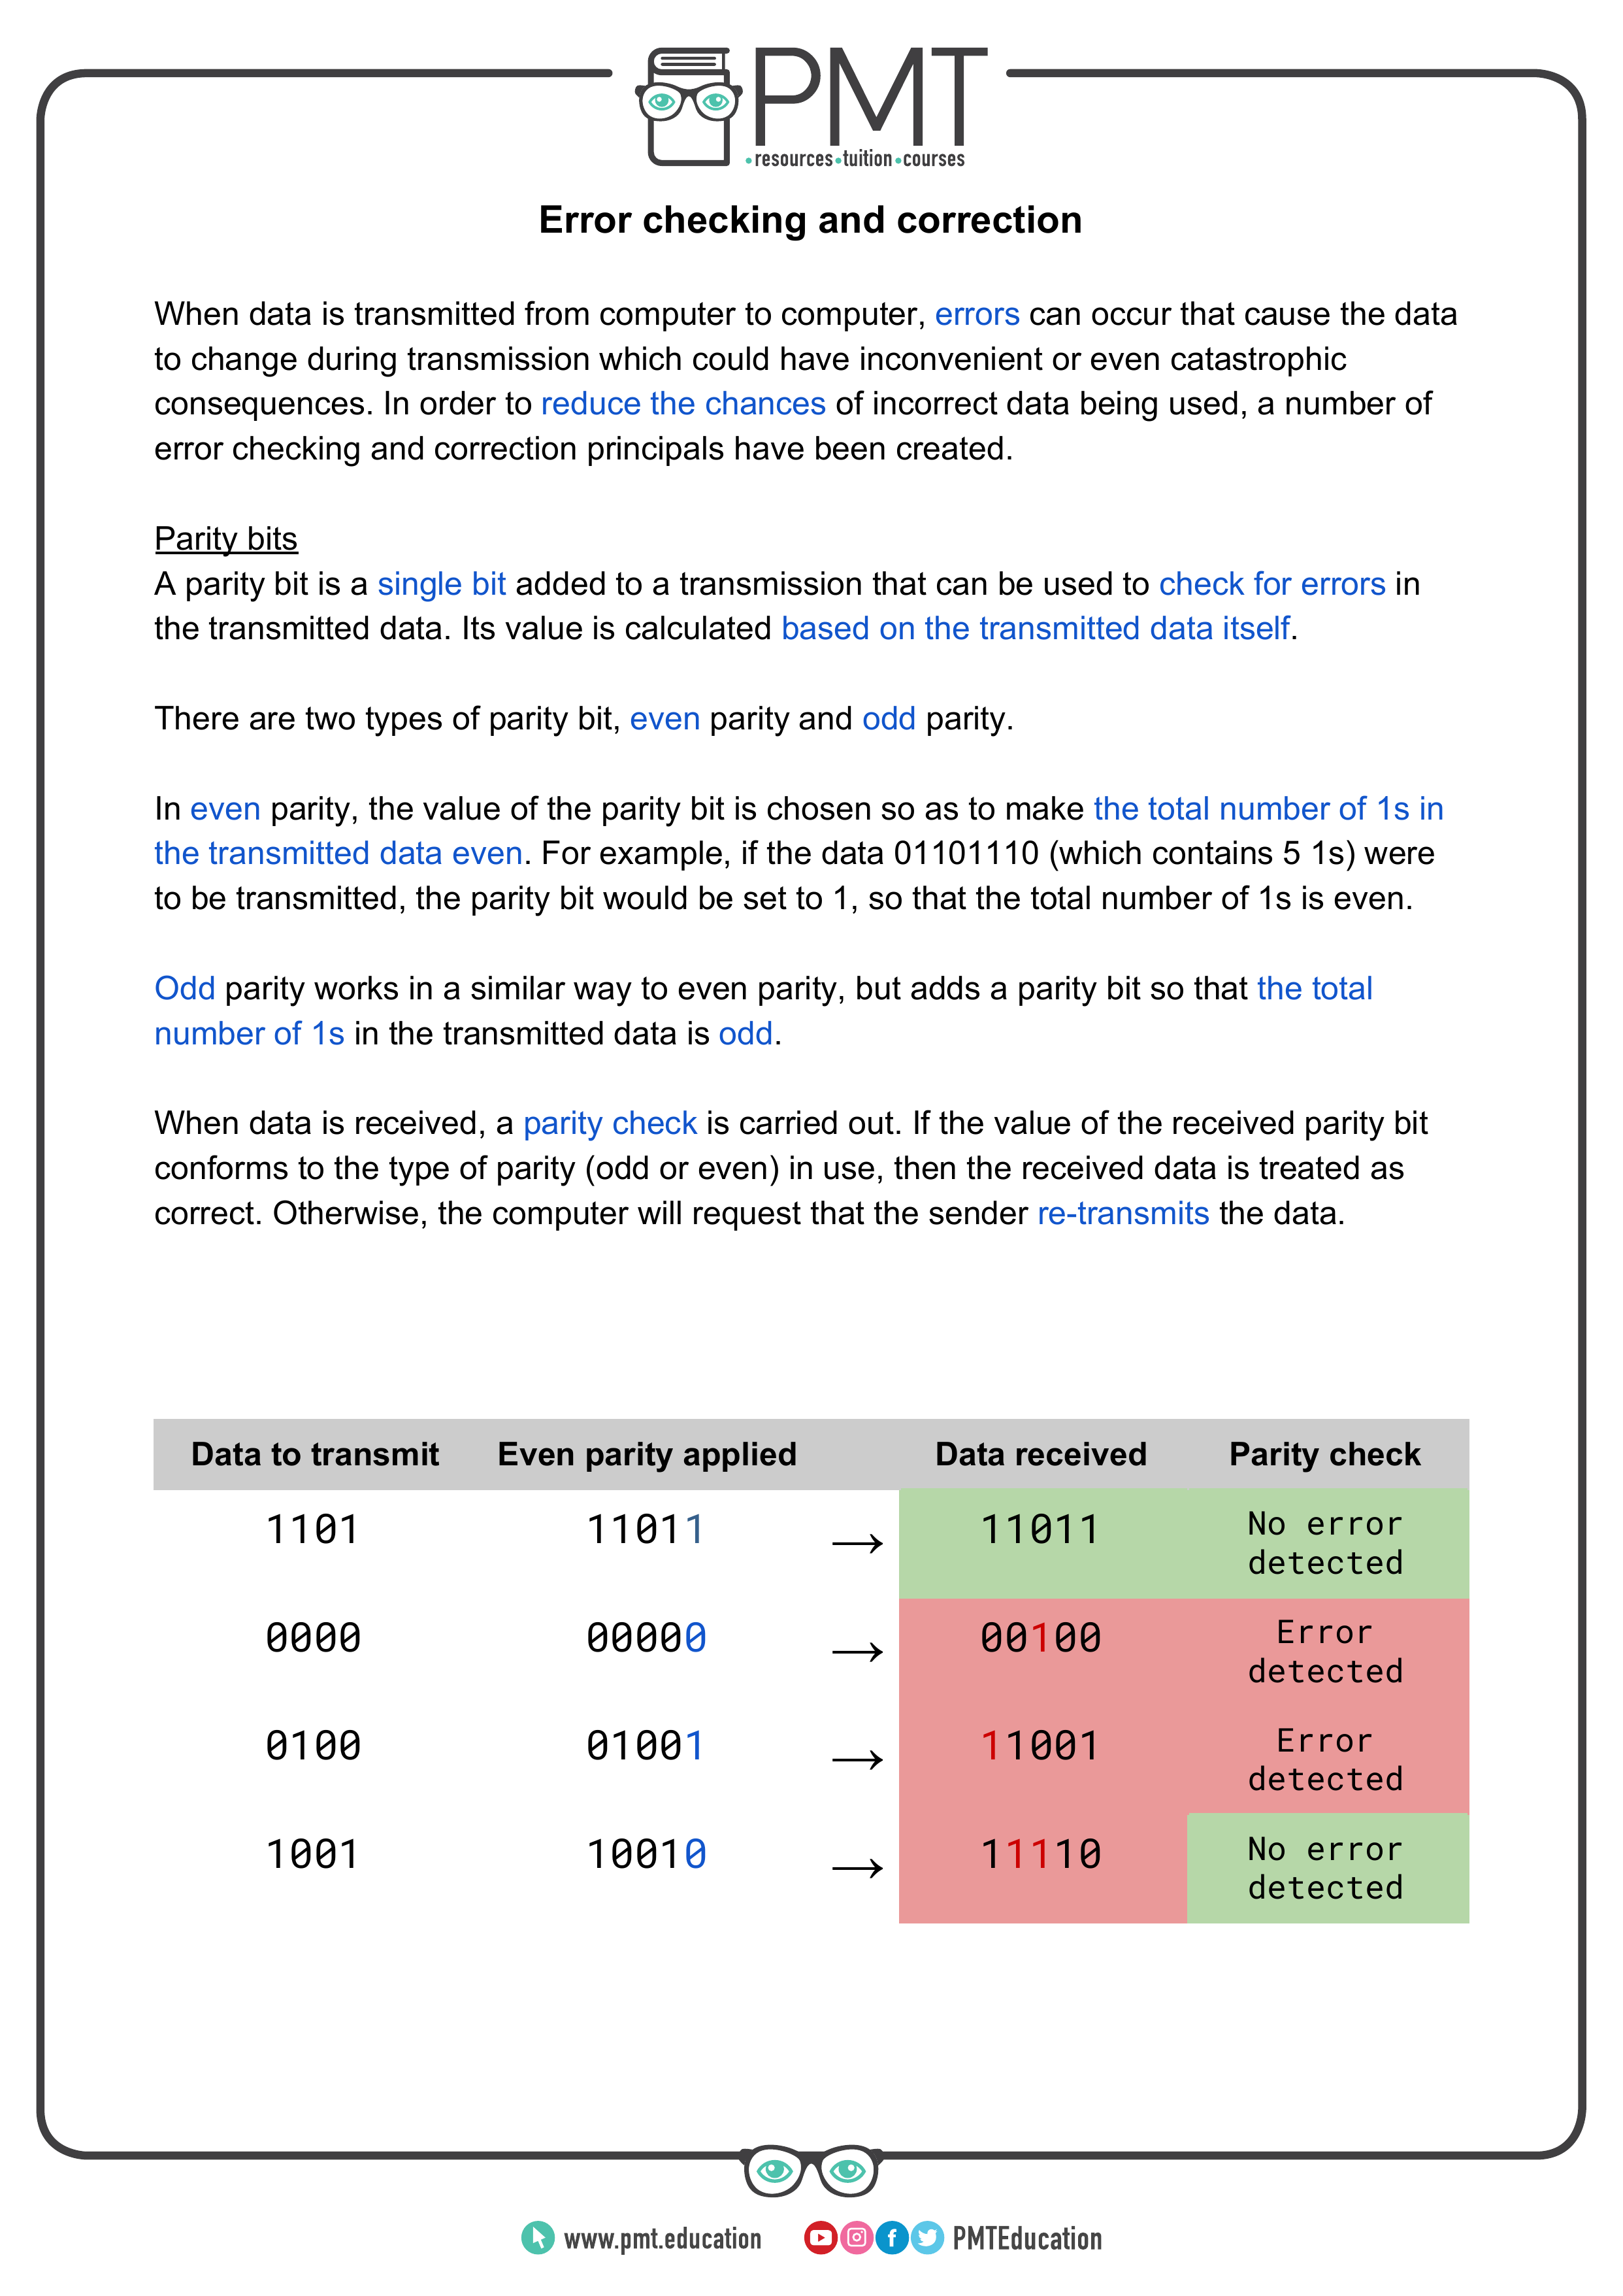 PMT
resources tuition courses
Error checking and correction
When data is transmitted from computer to computer, errors can occur that cause the data
to change during transmission which could have inconvenient or even catastrophic
consequences. In order to reduce the chances of incorrect data being used, a number of
error checking and correction principals have been created.
Parity bits
A parity bit is a single bit added to a transmission that can be used to check for errors in
the transmitted data. Its value is calculated based on the transmitted data itself.
There are two types of parity bit, even parity and odd parity.
In even parity, the value of the parity bit is chosen so as to make the total number of 1s in
the transmitted data even. For example, if the data 01101110 (which contains 5 1s) were
to be transmitted, the parity bit would be set to 1, so that the total number of 1s is even.
Odd parity works in a similar way to even parity, but adds a parity bit so that the total
number of 1s in the transmitted data is odd.
When data is received, a parity check is carried out. If the value of the received parity bit
conforms to the type of parity (odd or even) in use, then the received data is treated as
correct. Otherwise, the computer will request that the sender re-transmits the data.
Data to transmit Even parity applied Data received Parity check
1101 11011 → 11011 No error
detected
0000 00000 → 00100 Error
detected
0100 01001 → 11001 Error
detected
1001 10010 → 11110 No error
detected
www.pmt.education PMTEducation